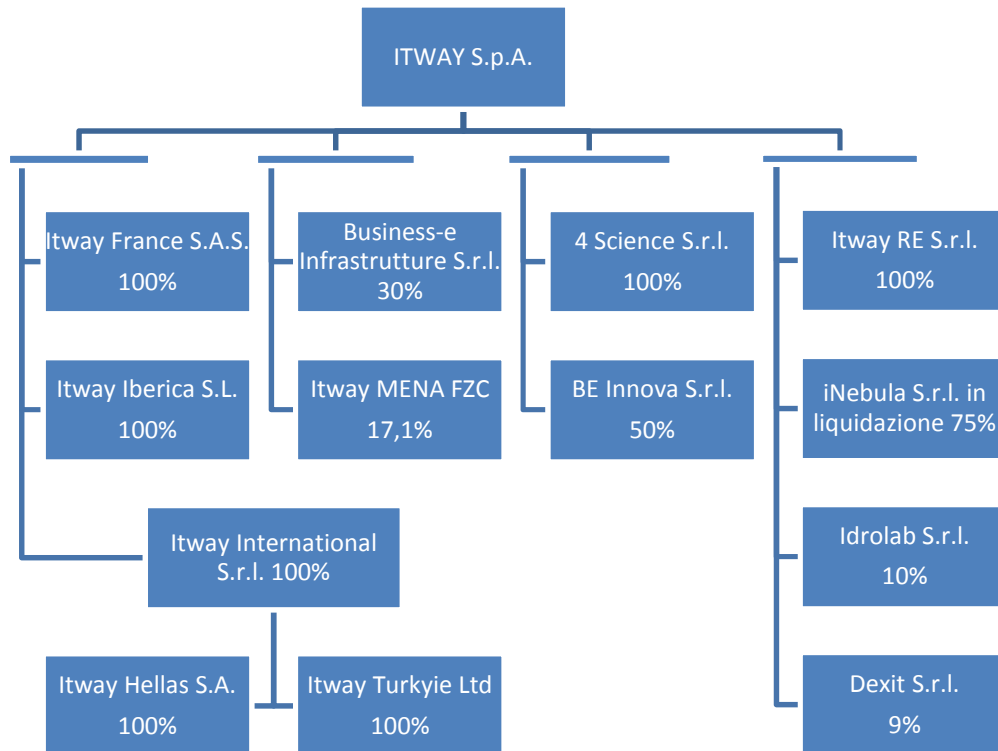 ITWAY S.p.A.
Itway France S.A.S.
100%
Business-e
Infrastrutture S.r.l.
30%
4 Science S.r.l.
100%
Itway RE S.r.l.
100%
Itway Iberica S.L.
100%
Itway MENA FZC
17,1%
BE Innova S.r.l.
50%
iNebula S.r.l. in
liquidazione 75%
Itway International
S.r.l. 100%
Idrolab S.r.l.
10%
Itway Hellas S.A.
100%
Itway Turkyie Ltd
100%
Dexit S.r.l.
9%